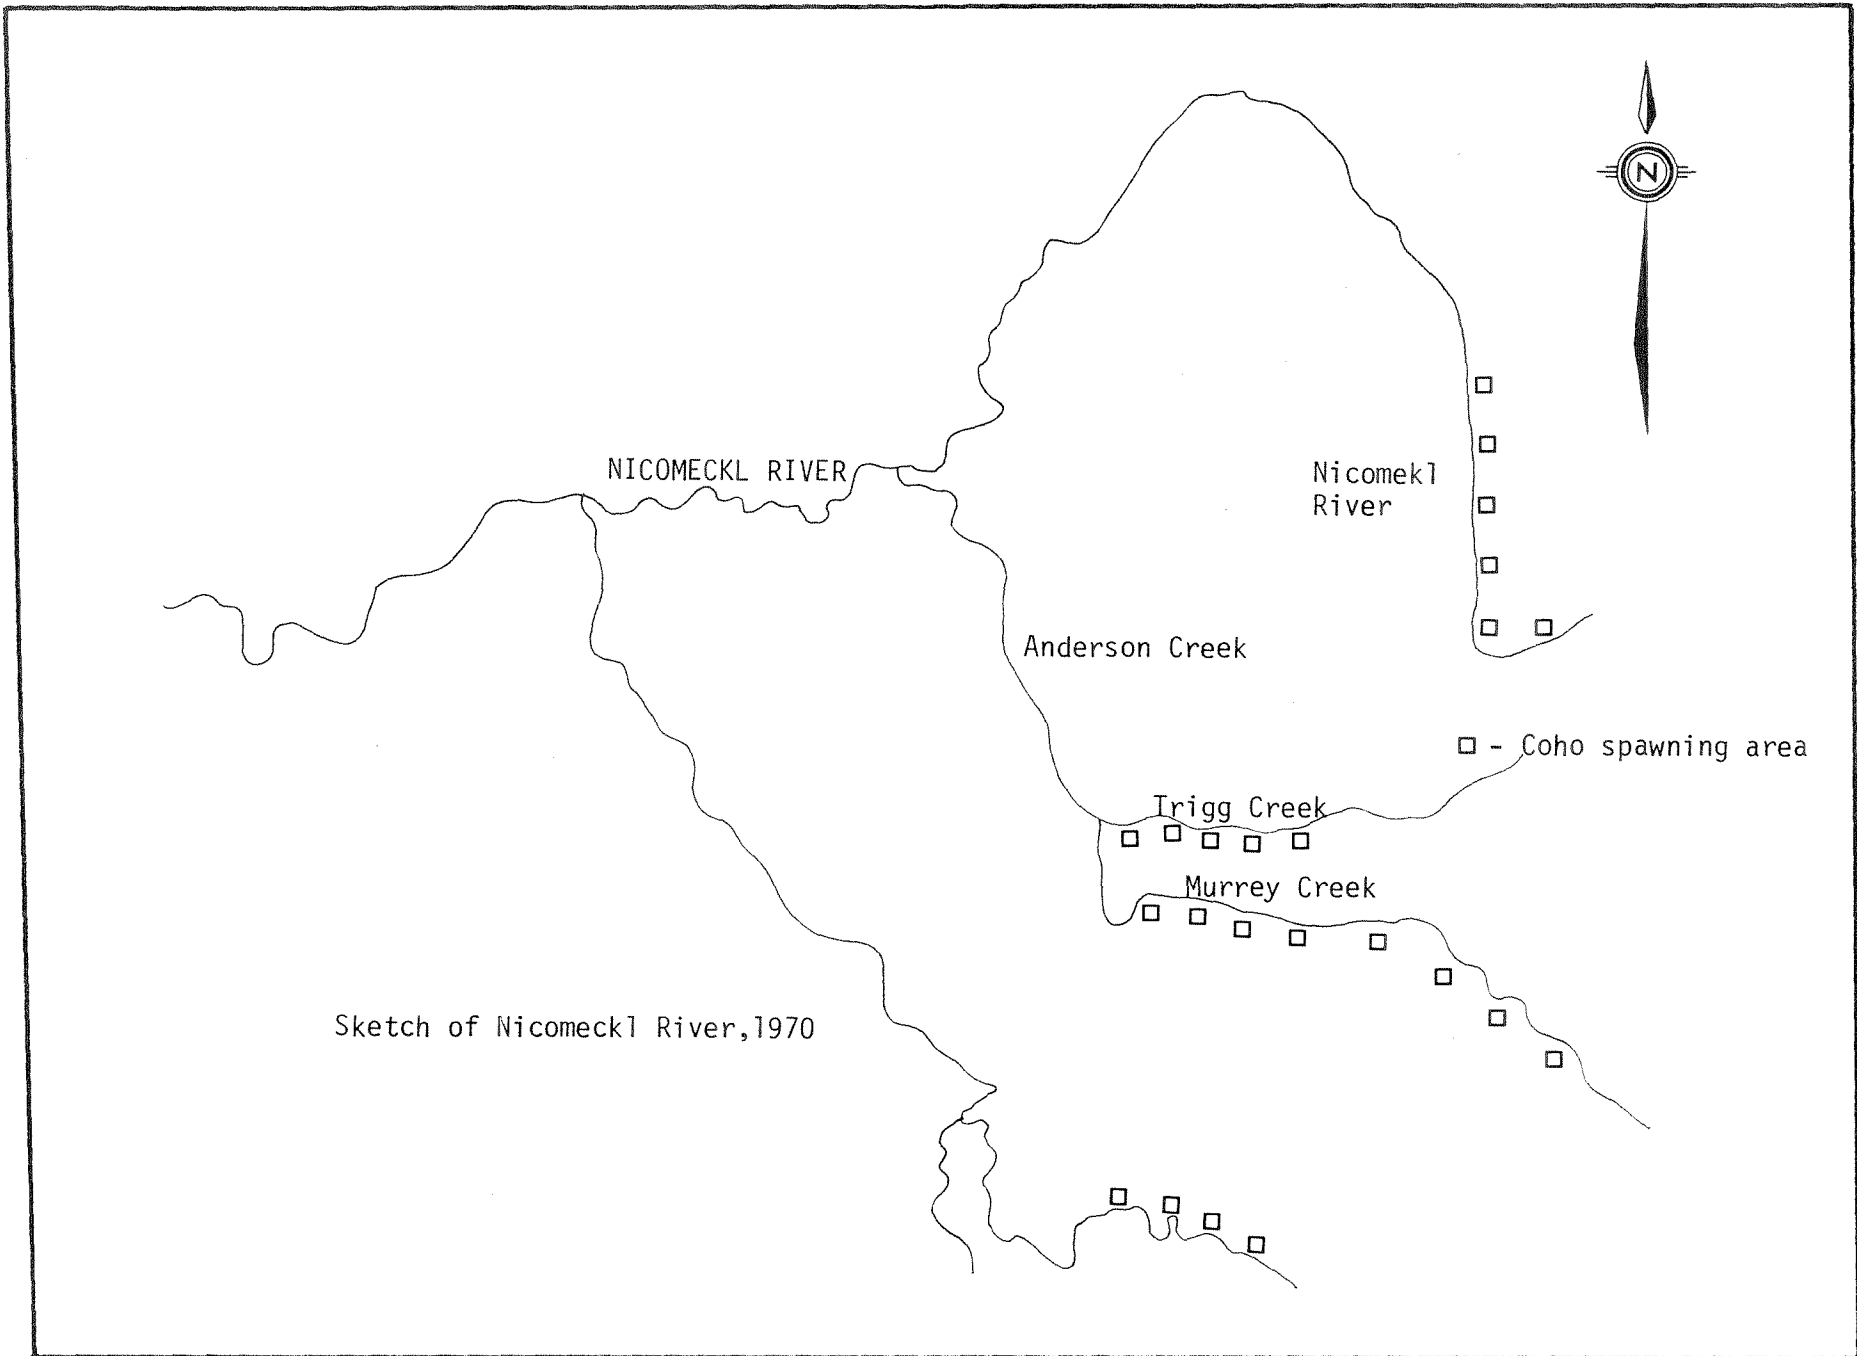 N
NICOMECKL RIVER
Nicomekl
River
Anderson Creek
□ - Coho spawning area
Trigg Creek
Murrey Creek
Sketch of Nicomeckl River,1970